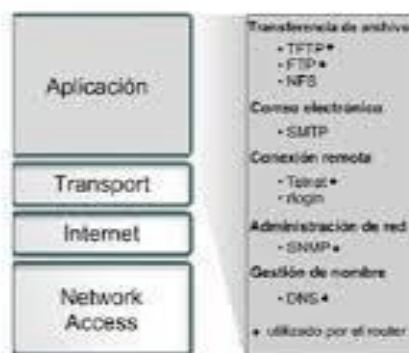 Aplicación
Transport
Internet
Network
Access
Transferencia de archivo
- TFTP •
- FTP •
- NFS
Correo electrónico
- SMTP
Conexión remota
- Telnet •
- rlogin
Administración de red
- SNMP •
Gestión de nombre
- DNS •
• utilizado por el router